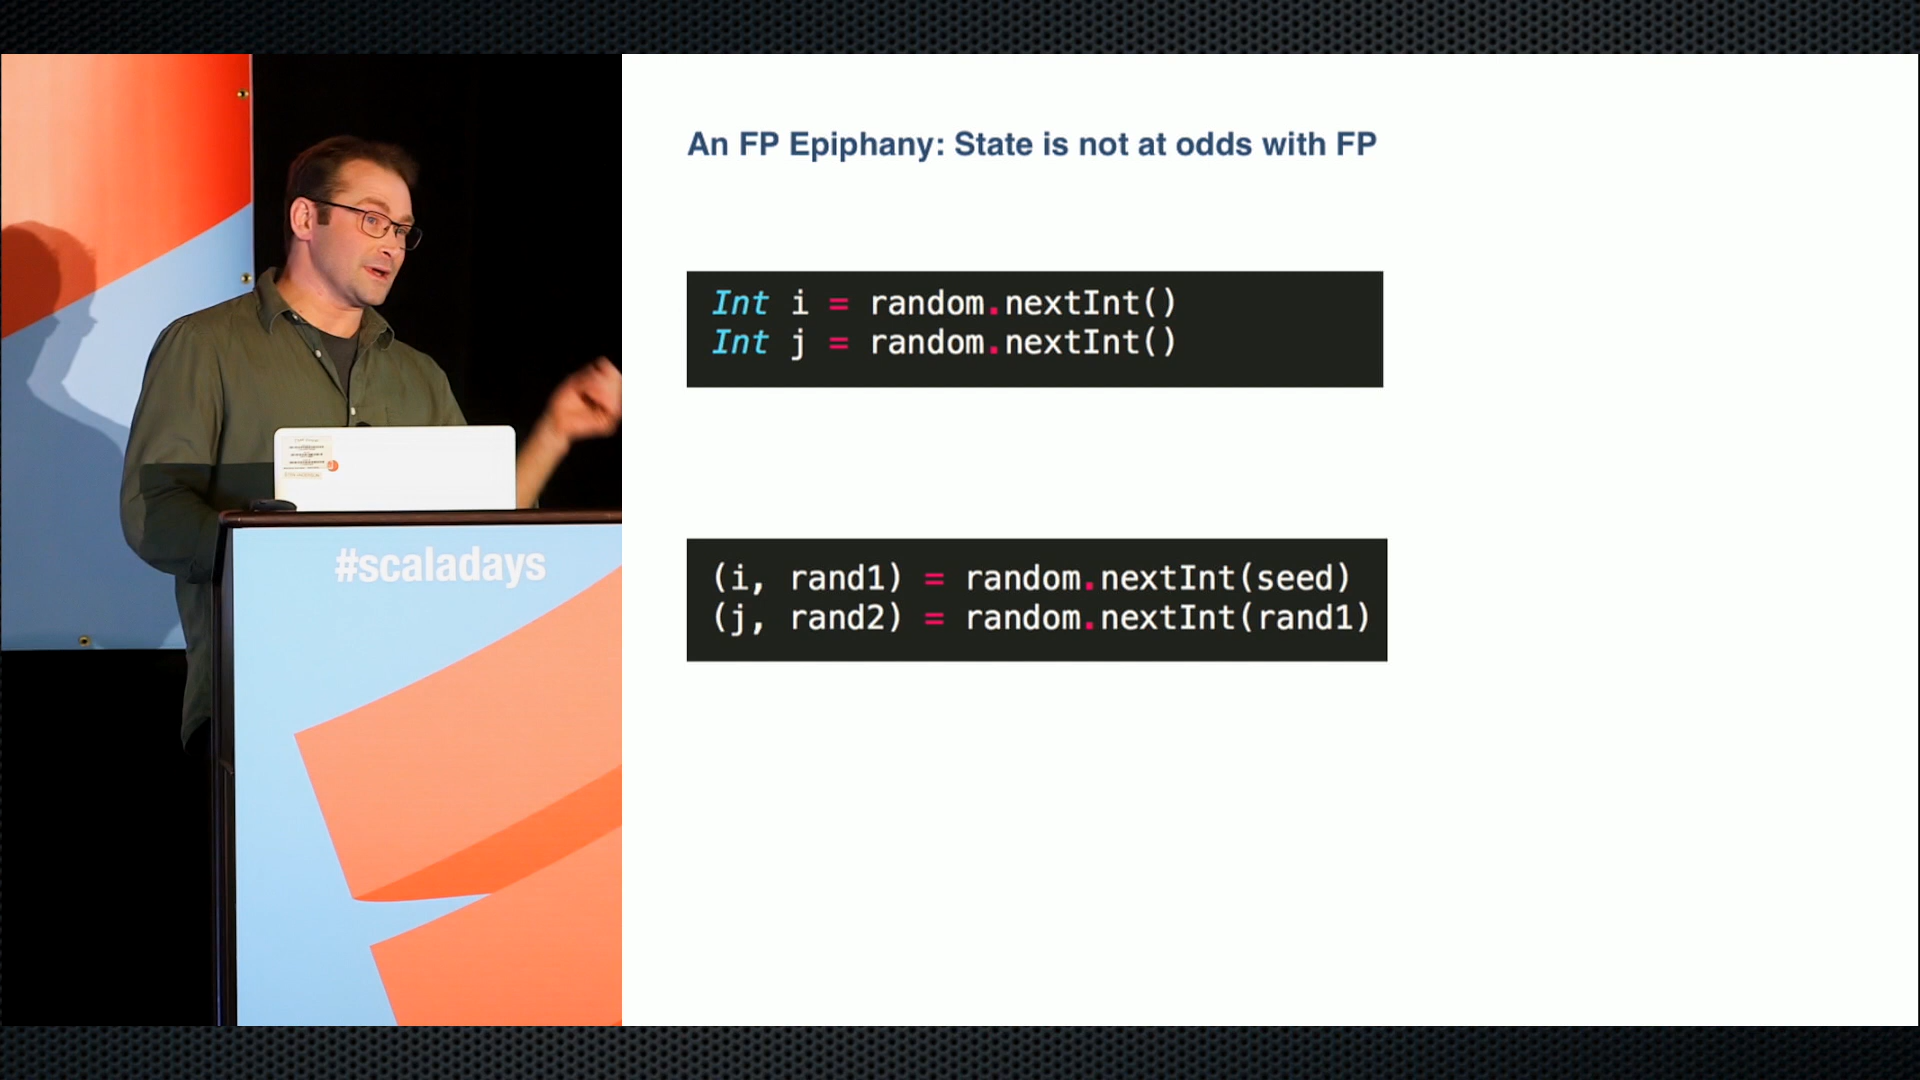 An FP Epiphany: State is not at odds with FP
Int i = random.nextInt()
Int j = random.nextInt()
(i, rand1) = random.nextInt(seed)
(j, rand2) = random.nextInt(rand1)
#scaladays